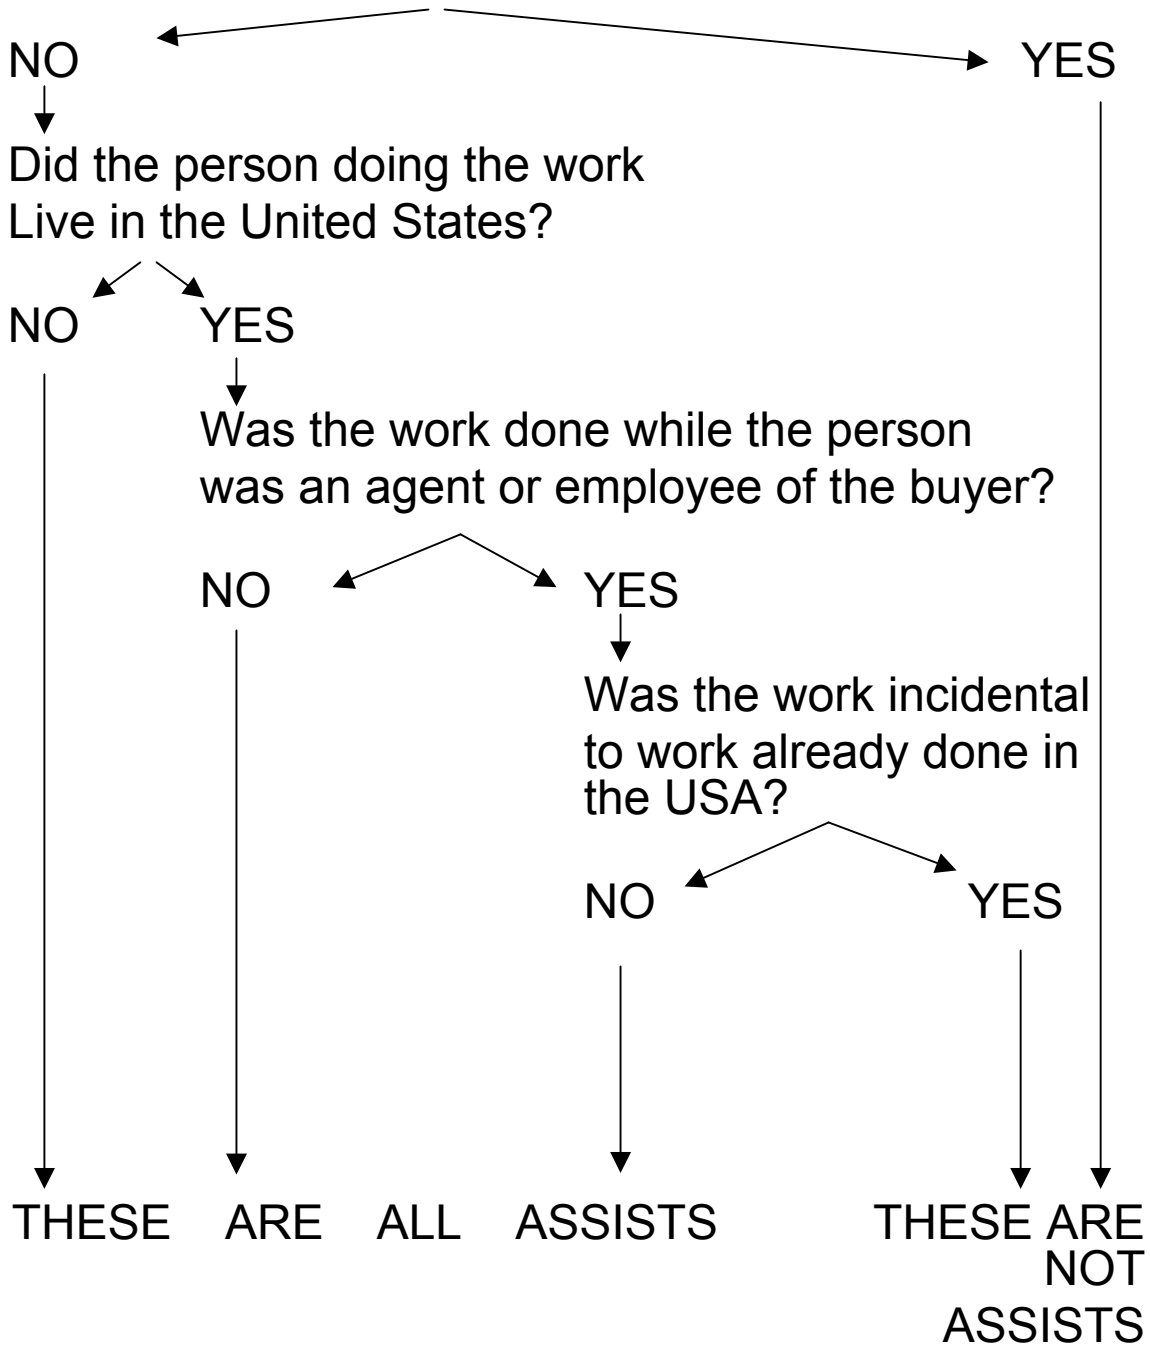 NO YES
Did the person doing the work
Live in the United States?
NO YES
Was the work done while the person
was an agent or employee of the buyer?
NO YES
Was the work incidental
to work already done in
the USA?
NO YES
THESE ARE ALL ASSISTS THESE ARE
NOT
ASSISTS